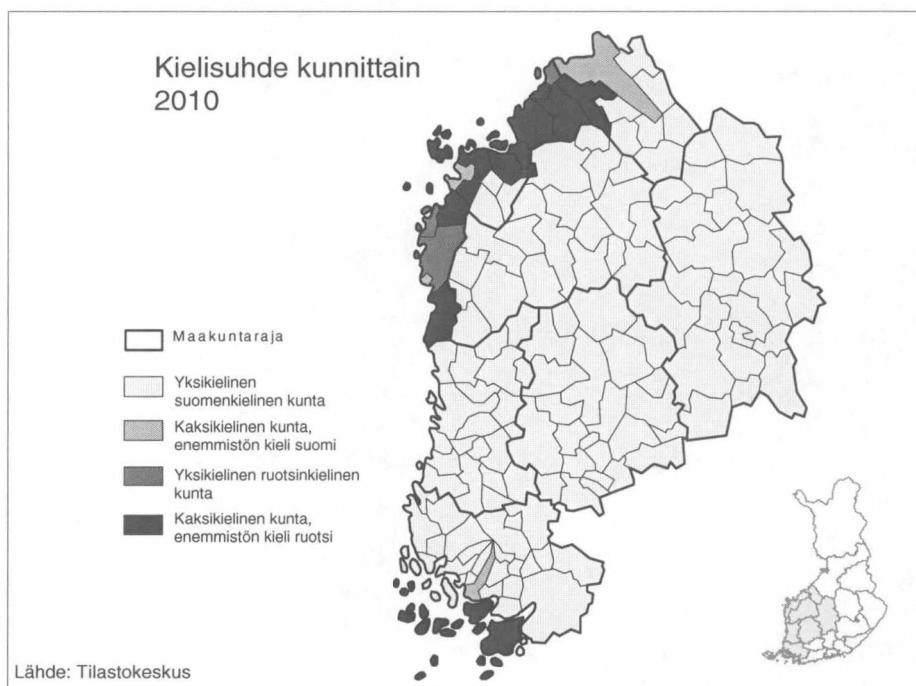 Kielisuhde kunnittain
2010
Maakuntaraja
Yksikielinen
suomenkielinen kunta
Kaksikielinen kunta,
enemmistön kieli suomi
Yksikielinen ruotsinkielinen
kunta
Kaksikielinen kunta,
enemmistön kieli ruotsi
Lähde: Tilastokeskus